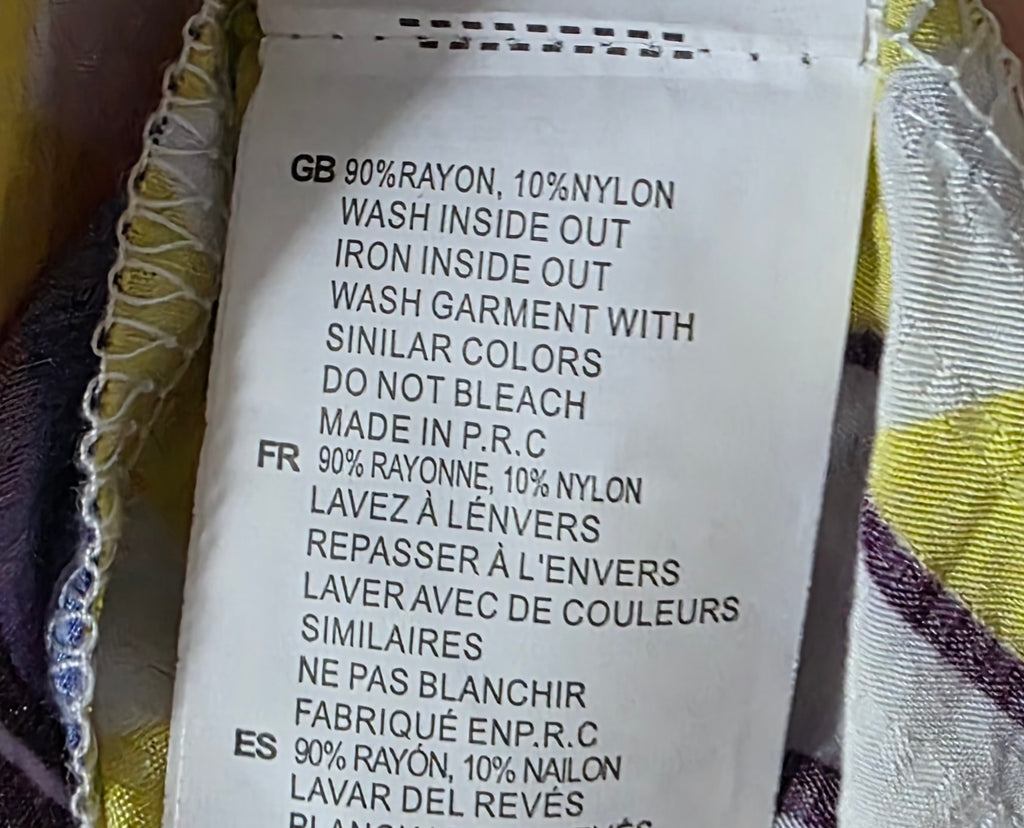 GB 90%RAYON, 10%NYLON
WASH INSIDE OUT
IRON INSIDE OUT
WASH GARMENT WITH
SINILAR COLORS
DO NOT BLEACH
MADE IN P.R.C
FR 90% RAYONNE, 10% NYLON
LAVEZ À LÉNVERS
REPASSER À L'ENVERS
LAVER AVEC DE COULEURS
SIMILAIRES
NE PAS BLANCHIR
FABRIQUÉ ENP.R.C
ES 90% RAYÓN, 10% NAILON
LAVAR DEL REVÉS